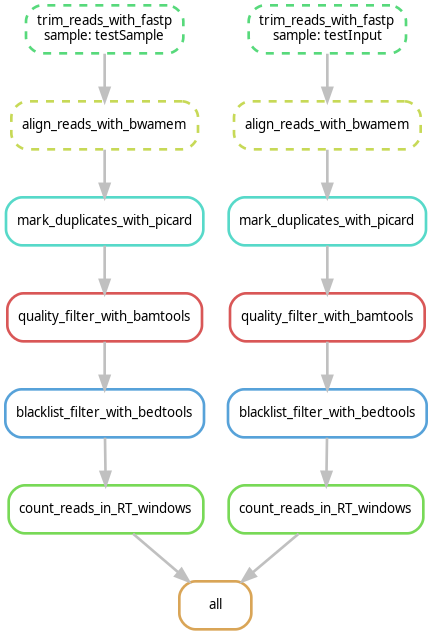 trim_reads_with_fastp
sample: testSample
trim_reads_with_fastp
sample: testInput
align_reads_with_bwamem
align_reads_with_bwamem
mark_duplicates_with_picard
mark_duplicates_with_picard
quality_filter_with_bamtools
quality_filter_with_bamtools
blacklist_filter_with_bedtools
blacklist_filter_with_bedtools
count_reads_in_RT_windows
count_reads_in_RT_windows
all